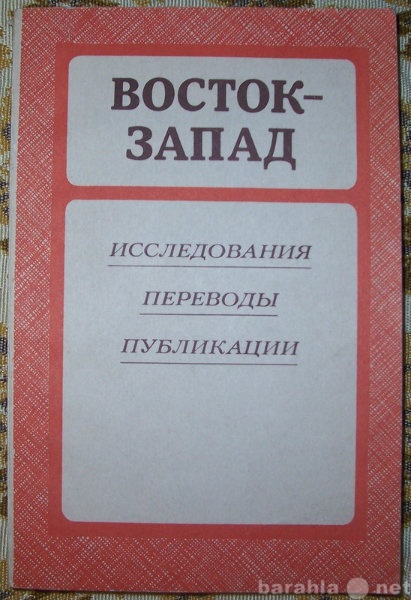 ВОСТОК–
ЗАПАД
ИССЛЕДОВАНИЯ
ПЕРЕВОДЫ
ПУБЛИКАЦИИ
barahla.net